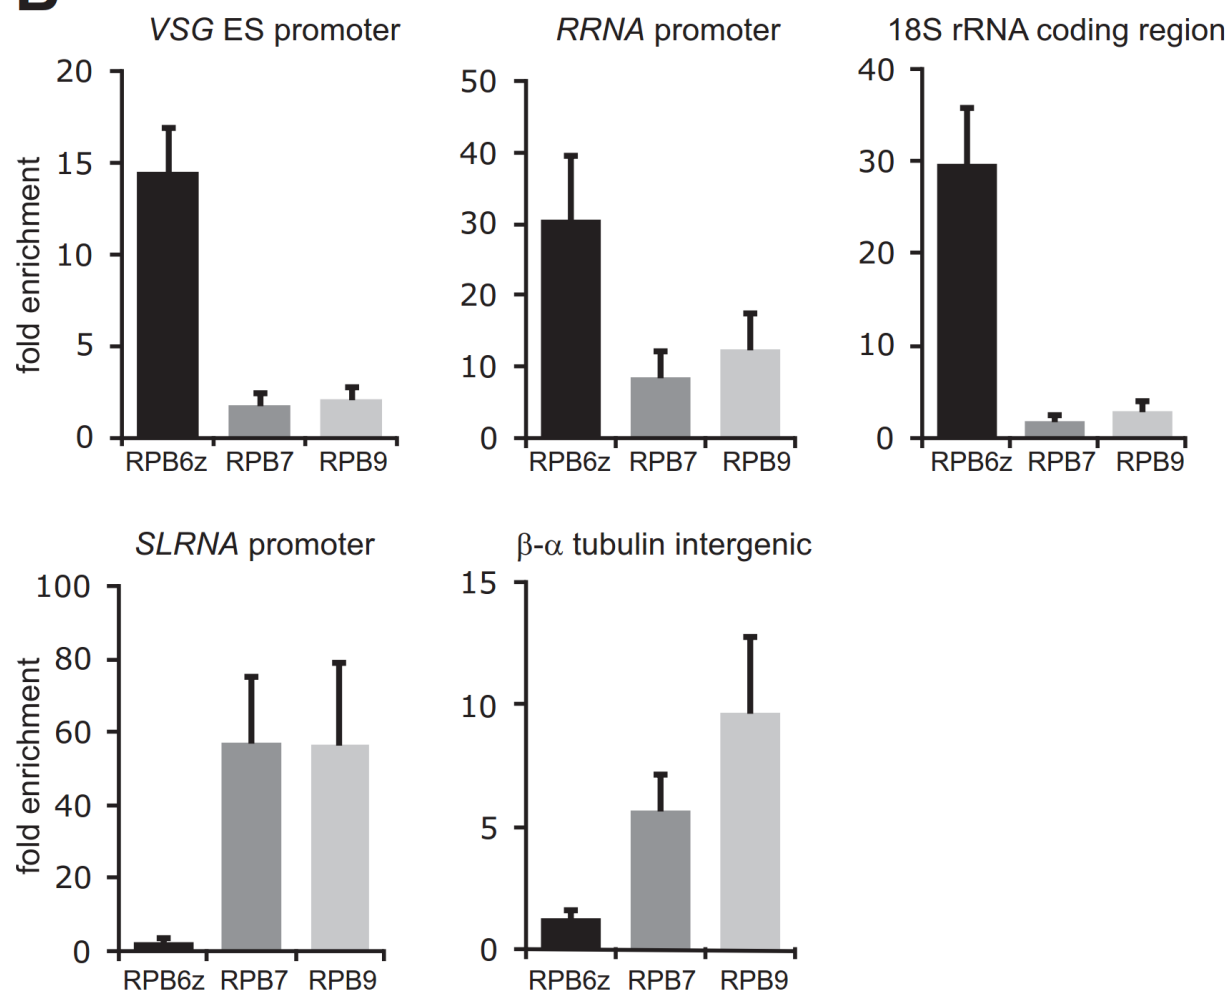 B
VSG ES promoter
RRNA promoter
18S rRNA coding region
fold enrichment
20
15
10
5
0
RPB6z RPB7 RPB9
50
40
30
20
10
0
RPB6z RPB7 RPB9
40
30
20
10
0
RPB6z RPB7 RPB9
SLRNA promoter
β-α tubulin intergenic
fold enrichment
100
80
60
40
20
0
RPB6z RPB7 RPB9
15
10
5
0
RPB6z RPB7 RPB9